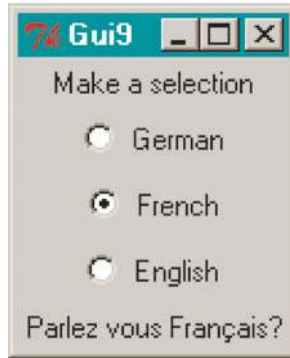 Gui9
Make a selection
German
French
English
Parlez vous Français?